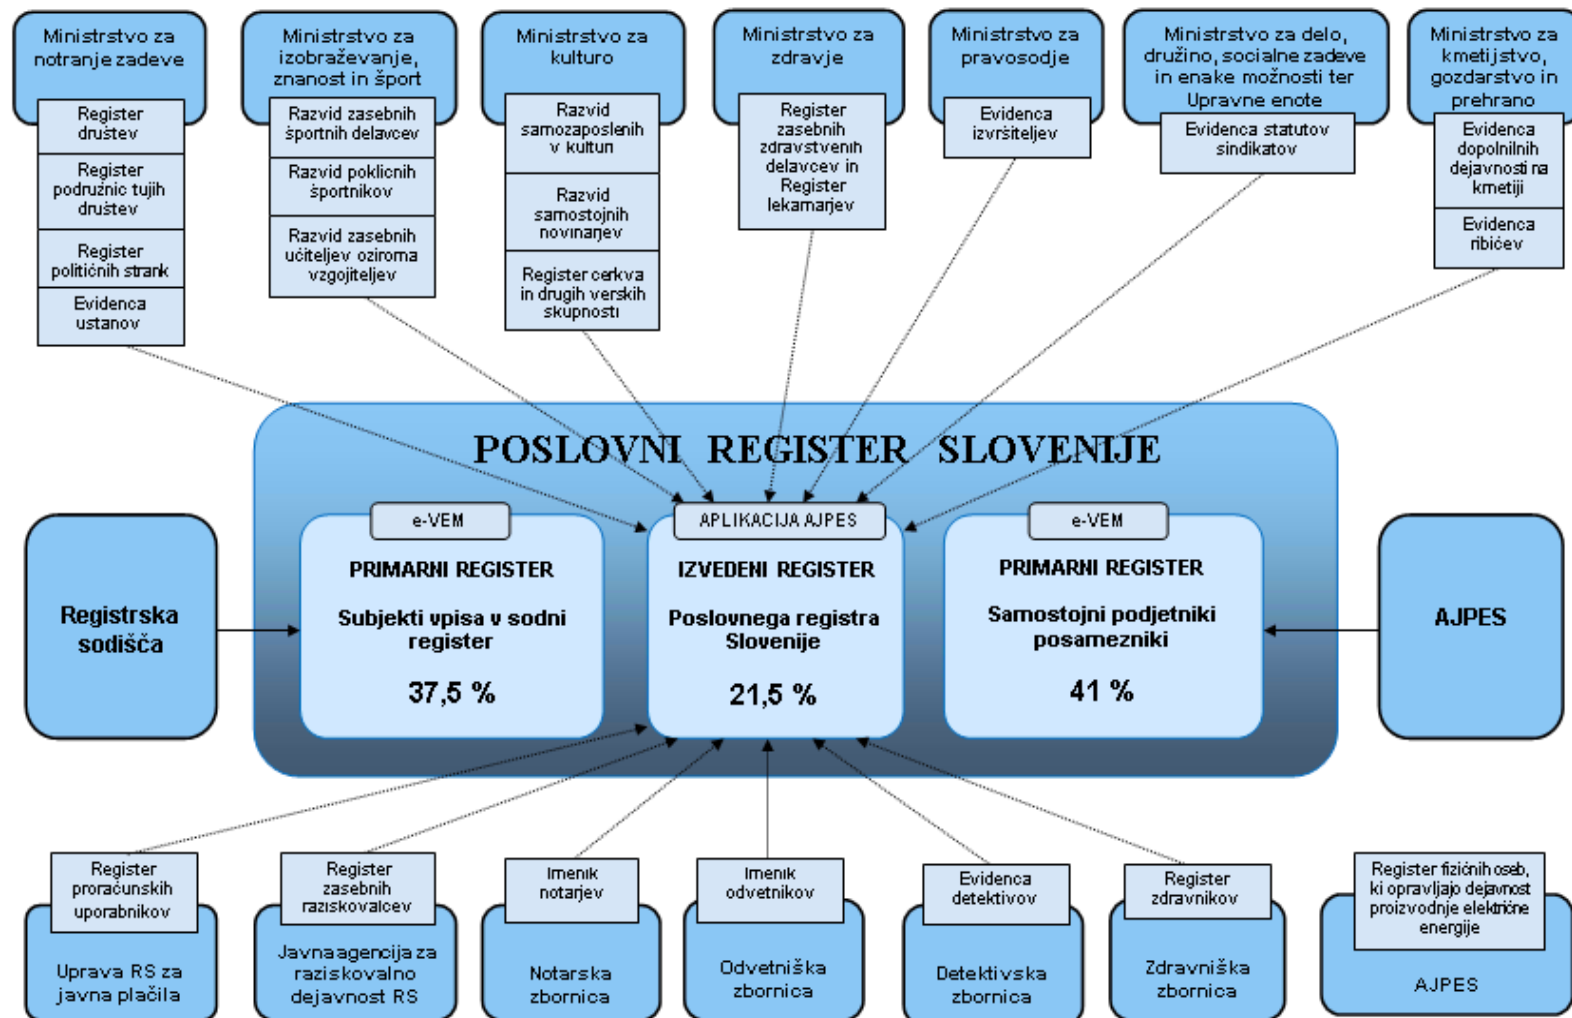 Ministrstvo za
notranje zadeve
Register
društev
Register
podružnic tujih
društev
Register
političnih strank
Evidenca
ustanov
Ministrstvo za
izobraževanje,
znanost in šport
Razvid zasebnih
športnih delavcev
Razvid poklicnih
športnikov
Razvid zasebnih
učiteljev oziroma
vzgojiteljev
Ministrstvo za
kulturo
Razvid
samozaposlenih
v kulturi
Razvid
samostojnih
novinarjev
Register cerkva
in drugih verskih
skupnosti
Ministrstvo za
zdravje
Register
zasebnih
zdravstvenih
delavcev in
Register
lekarnarjev
Ministrstvo za
pravosodje
Evidenca
izvršiteljev
Ministrstvo za delo,
družino, socialne zadeve
in enake možnosti ter
Upravne enote
Evidenca statutov
sindikatov
Ministrstvo za
kmetijstvo,
gozdarstvo in
prehrano
Evidenca
dopolnilnih
dejavnosti na
kmetiji
Evidenca
ribičev
POSLOVNI REGISTER SLOVENIJE
Registrska
sodišča
e-VEM
PRIMARNI REGISTER
Subjekti vpisa v sodni
register
37,5 %
APLIKACIJA AJPES
IZVEDENI REGISTER
Poslovnega registra
Slovenije
21,5 %
e-VEM
PRIMARNI REGISTER
Samostojni podjetniki
posamezniki
41 %
AJPES
Register
proračunskih
uporabnikov
Uprava RS za
javna plačila
Register
zasebnih
raziskovalcev
Javna agencija za
raziskovalno
dejavnost RS
Imenik
notarjev
Notarska
zbornica
Imenik
odvetnikov
Odvetniška
zbornica
Evidenca
detektivov
Detektivska
zbornica
Register
zdravnikov
Zdravniška
zbornica
Register fizičnih oseb,
ki opravljajo dejavnost
proizvodnje električne
energije
AJPES